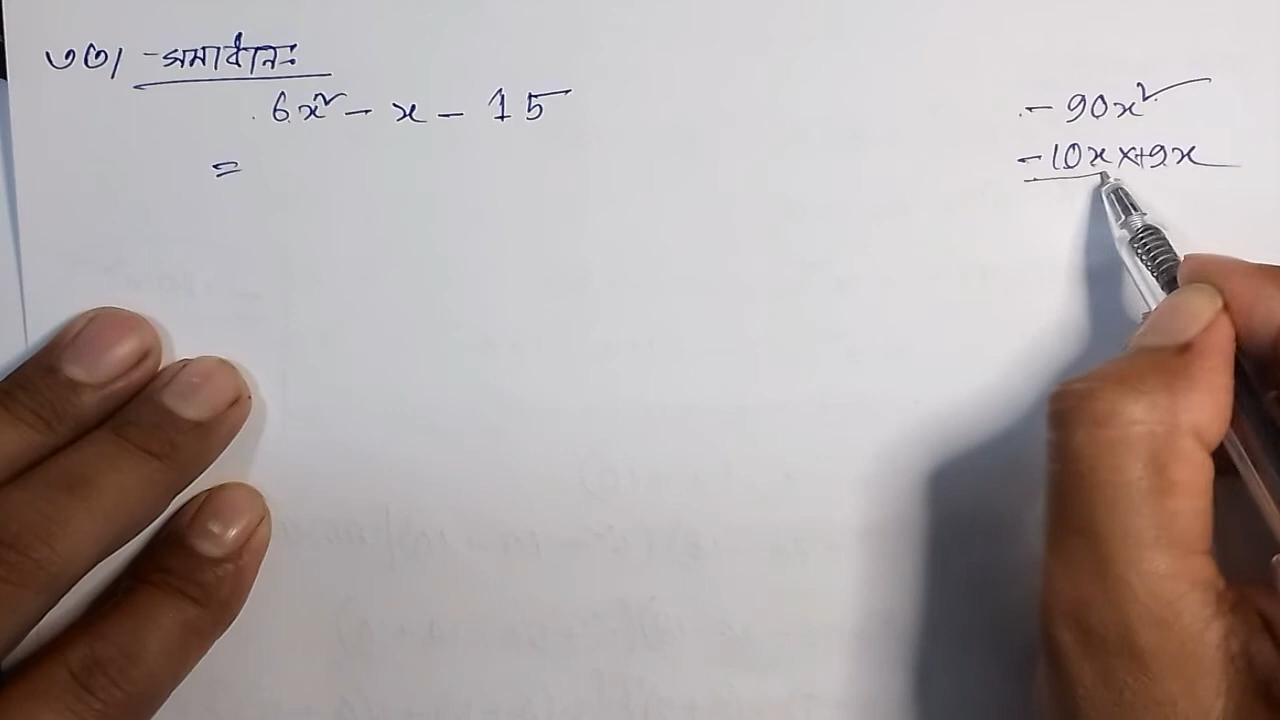 ৩৩। সমাধানঃ
6x² - x - 15
=
- 90x²
- 10x × +9x